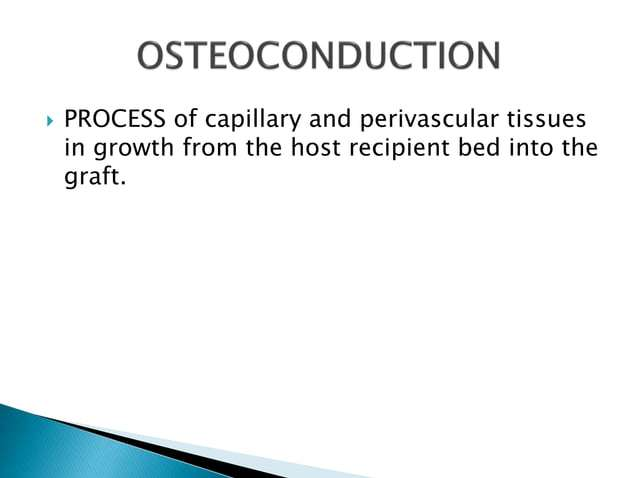 OSTEOCONDUCTION
PROCESS of capillary and perivascular tissues
in growth from the host recipient bed into the
graft.